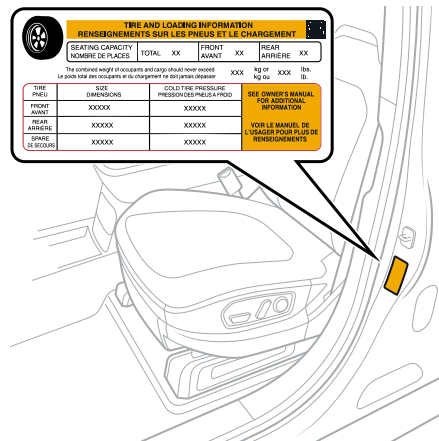 TIRE AND LOADING INFORMATION
RENSEIGNEMENTS SUR LES PNEUS ET LE CHARGEMENT
SEATING CAPACITY
NOMBRE DE PLACES
TOTAL XX
FRONT
AVANT
XX
REAR
ARRIÈRE
XX
The combined weight of occupants and cargo should never exceed
Le poids total des occupants et du chargement ne doit jamais dépasser
XXX
kg or
kg ou
XXX
lbs.
lb.
TIRE
PNEU
SIZE
DIMENSIONS
COLD TIRE PRESSURE
PRESSION DES PNEUS A FROID
FRONT
AVANT
XXXXX
XXXXX
REAR
ARRIÈRE
XXXXX
XXXXX
SPARE
DE SECOURS
XXXXX
XXXXX
SEE OWNER'S MANUAL
FOR ADDITIONAL
INFORMATION
VOIR LE MANUEL DE
L'USAGER POUR PLUS DE
RENSEIGNEMENTS